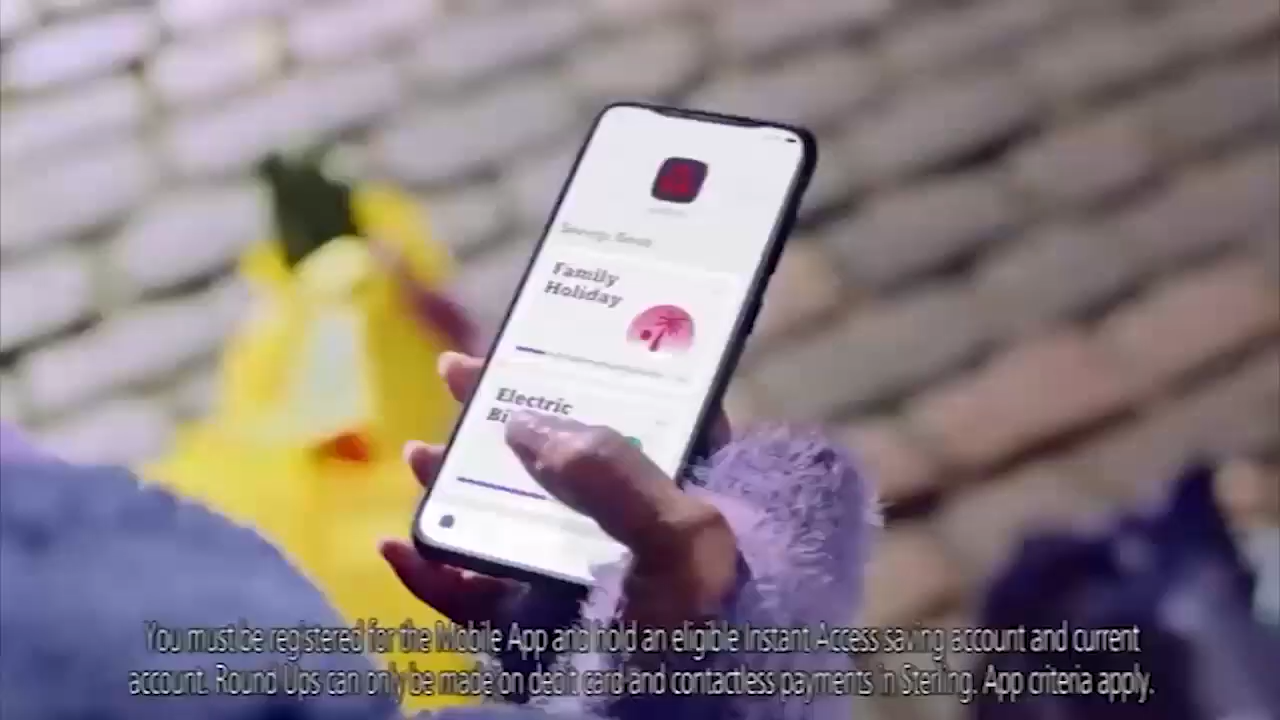 Savings Goals
Family
Holiday
Electric
You must be registered for the Mobile App and hold an eligible Instant Access saving account and current
account. Round Ups can only be made on debit card and contactless payments in Sterling. App criteria apply.